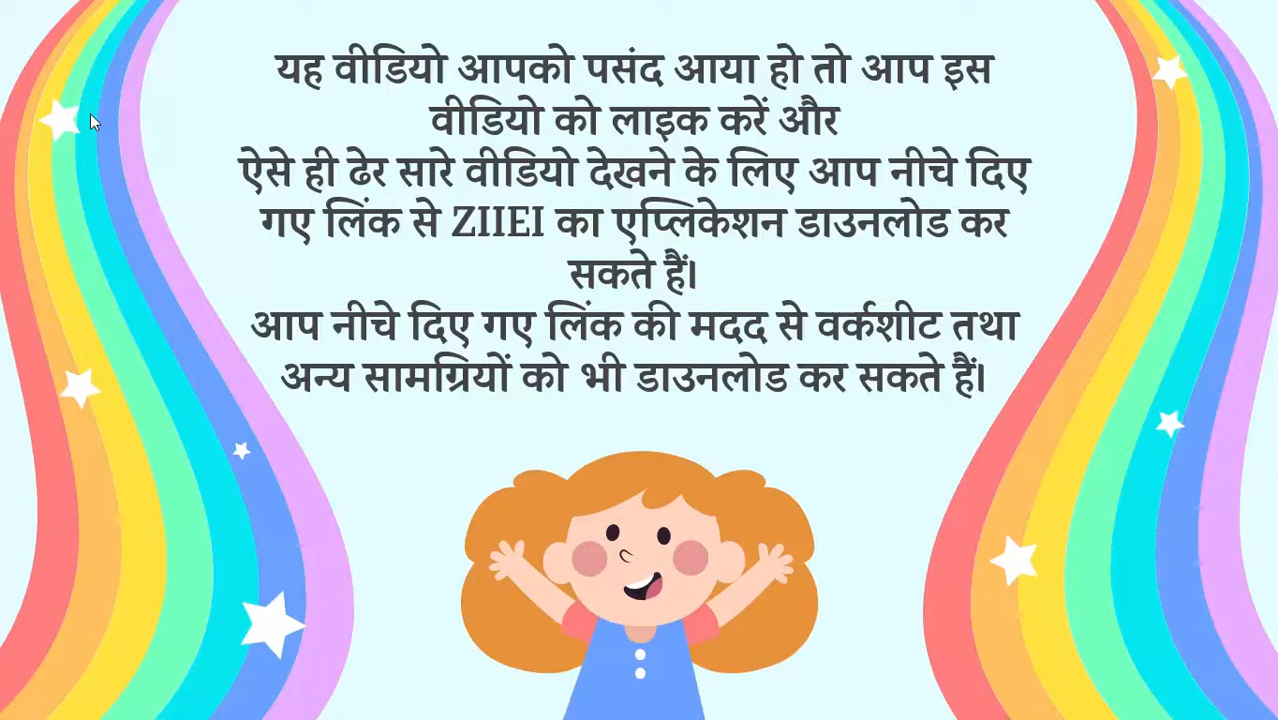 यह वीडियो आपको पसंद आया हो तो आप इस
वीडियो को लाइक करें और
ऐसे ही ढेर सारे वीडियो देखने के लिए आप नीचे दिए
गए लिंक से ZIIEI का एप्लिकेशन डाउनलोड कर
सकते हैं।
आप नीचे दिए गए लिंक की मदद से वर्कशीट तथा
अन्य सामग्रियों को भी डाउनलोड कर सकते हैं।